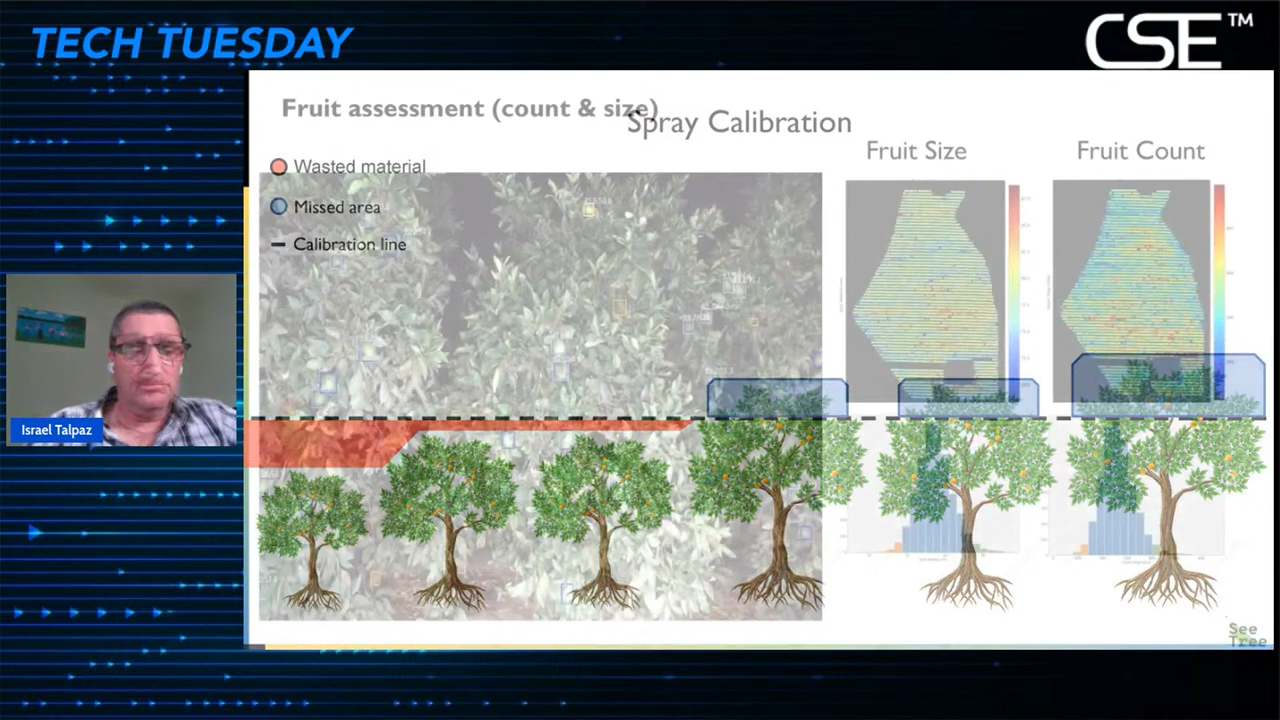 TECH TUESDAY
CSE™
Fruit assessment (count & size)
Spray Calibration
Fruit Size
Fruit Count
Wasted material
Missed area
Calibration line
Israel Talpaz
See
Tree